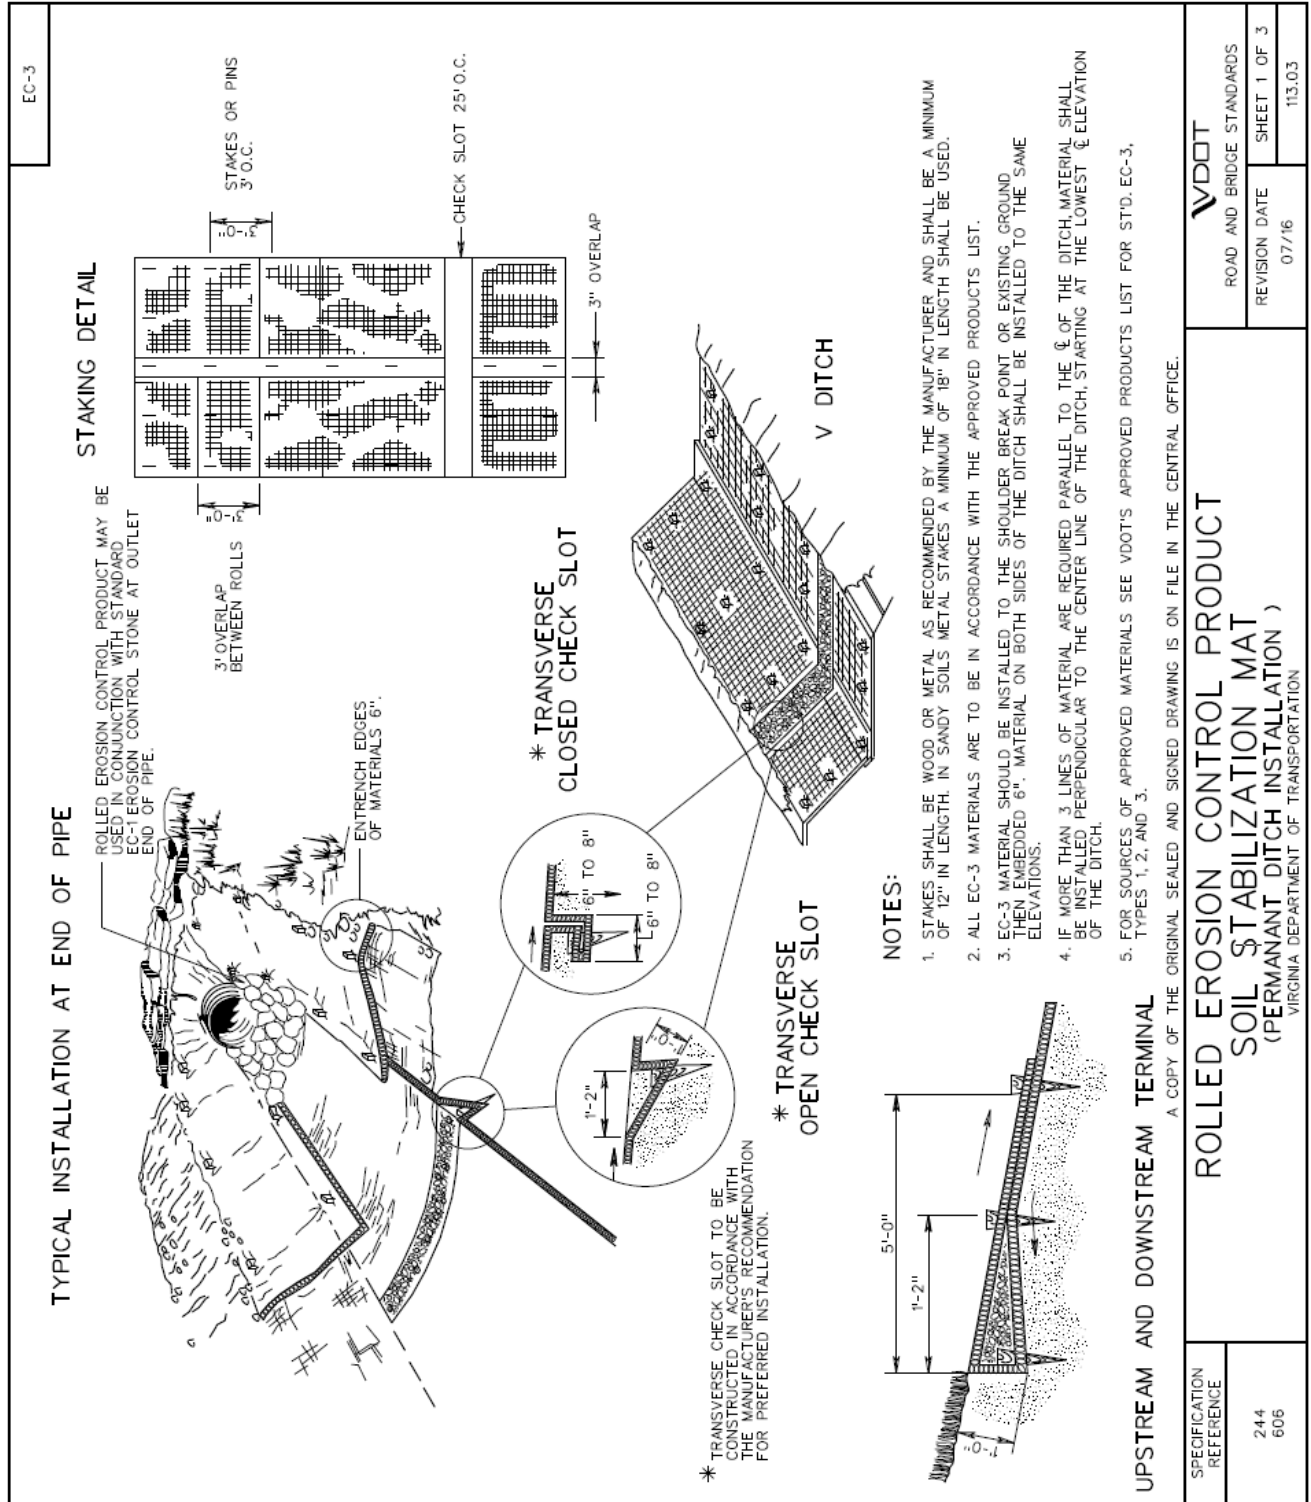 EC-3
TYPICAL INSTALLATION AT END OF PIPE
ROLLED EROSION CONTROL PRODUCT MAY BE
USED IN CONJUNCTION WITH STANDARD
EC-1 EROSION CONTROL STONE AT OUTLET
END OF PIPE.
ENTRENCH EDGES
OF MATERIALS 6".
STAKING DETAIL
STAKES OR PINS
3' O.C.
3'-0"
3'-0"
3' OVERLAP
BETWEEN ROLLS
CHECK SLOT 25' O.C.
3" OVERLAP
* TRANSVERSE
CLOSED CHECK SLOT
6" TO 8"
6" TO 8"
V DITCH
* TRANSVERSE CHECK SLOT TO BE
CONSTRUCTED IN ACCORDANCE WITH
THE MANUFACTURER'S RECOMMENDATION
FOR PREFERRED INSTALLATION.
1'-2"
* TRANSVERSE
OPEN CHECK SLOT
5'-0"
1'-2"
1'-0"
UPSTREAM AND DOWNSTREAM TERMINAL
NOTES:
1. STAKES SHALL BE WOOD OR METAL AS RECOMMENDED BY THE MANUFACTURER AND SHALL BE A MINIMUM
OF 12" IN LENGTH. IN SANDY SOILS METAL STAKES A MINIMUM OF 18" IN LENGTH SHALL BE USED.
2. ALL EC-3 MATERIALS ARE TO BE IN ACCORDANCE WITH THE APPROVED PRODUCTS LIST.
3. EC-3 MATERIAL SHOULD BE INSTALLED TO THE SHOULDER BREAK POINT OR EXISTING GROUND
THEN EMBEDDED 6". MATERIAL ON BOTH SIDES OF THE DITCH SHALL BE INSTALLED TO THE SAME
ELEVATIONS.
4. IF MORE THAN 3 LINES OF MATERIAL ARE REQUIRED PARALLEL TO THE ℄ OF THE DITCH, MATERIAL SHALL
BE INSTALLED PERPENDICULAR TO THE CENTER LINE OF THE DITCH, STARTING AT THE LOWEST ℄ ELEVATION
OF THE DITCH.
5. FOR SOURCES OF APPROVED MATERIALS SEE VDOT'S APPROVED PRODUCTS LIST FOR ST'D. EC-3,
TYPES 1, 2, AND 3.
A COPY OF THE ORIGINAL SEALED AND SIGNED DRAWING IS ON FILE IN THE CENTRAL OFFICE.
SPECIFICATION
REFERENCE
244
606
ROLLED EROSION CONTROL PRODUCT
SOIL STABILIZATION MAT
(PERMANANT DITCH INSTALLATION )
VIRGINIA DEPARTMENT OF TRANSPORTATION
VDOT
ROAD AND BRIDGE STANDARDS
REVISION DATE
07/16
SHEET 1 OF 3
113.03